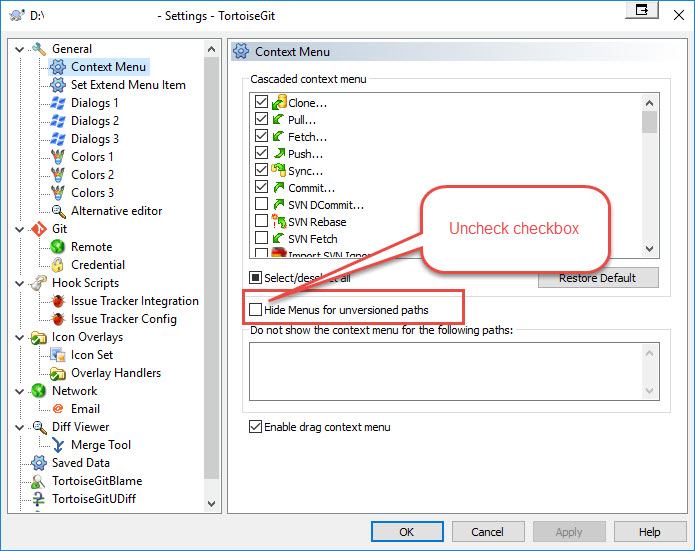 D:\ - Settings - TortoiseGit
General
Context Menu
Set Extend Menu Item
Dialogs 1
Dialogs 2
Dialogs 3
Colors 1
Colors 2
Colors 3
Alternative editor
Git
Remote
Credential
Hook Scripts
Issue Tracker Integration
Issue Tracker Config
Icon Overlays
Icon Set
Overlay Handlers
Network
Email
Diff Viewer
Merge Tool
Saved Data
TortoiseGitBlame
TortoiseGitUDiff
Context Menu
Cascaded context menu
Clone...
Pull...
Fetch...
Push...
Sync...
Commit...
SVN DCommit...
SVN Rebase
SVN Fetch
Import SVN Ignore
Uncheck checkbox
Select/deselect all
Restore Default
Hide Menus for unversioned paths
Do not show the context menu for the following paths:
Enable drag context menu
OK
Cancel
Apply
Help